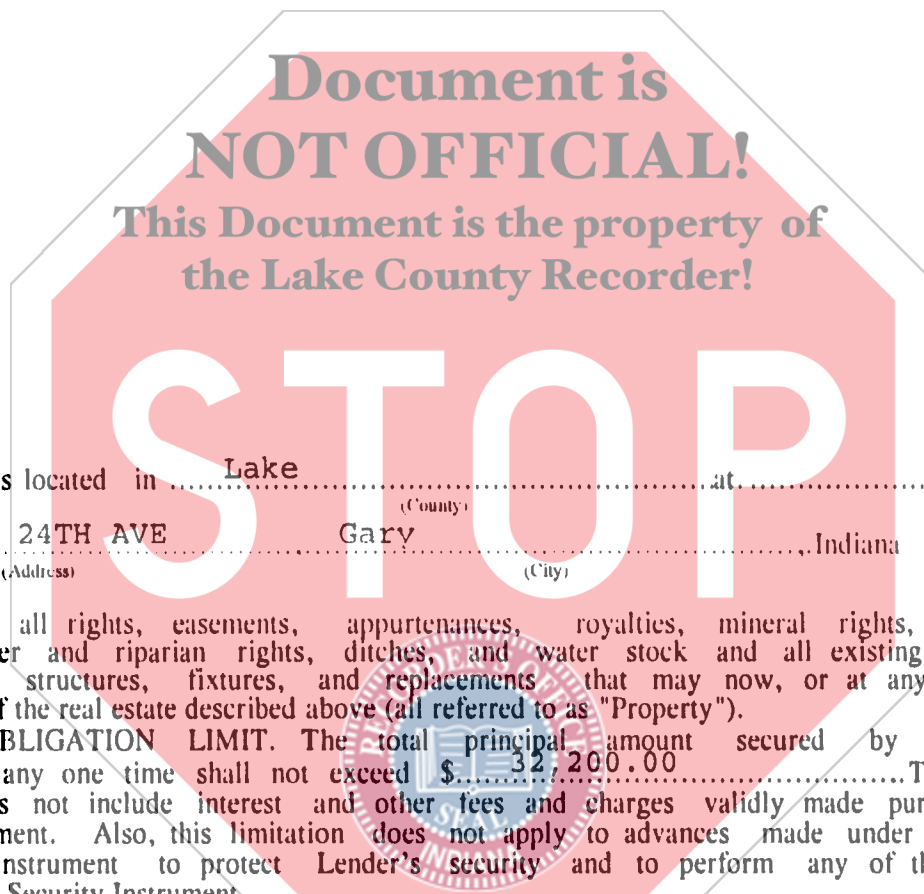 Document is
NOT OFFICIAL!
This Document is the property of
the Lake County Recorder!
STOP
s located in ..... Lake ..... at .....
(County)
24TH AVE ..... , Gary ..... , Indiana
(Address) (City)
all rights, easements, appurtenances, royalties, mineral rights,
er and riparian rights, ditches, and water stock and all existing
structures, fixtures, and replacements that may now, or at any
f the real estate described above (all referred to as "Property").
BLIGATION LIMIT. The total principal amount secured by
any one time shall not exceed $ ..... 32,200.00 ..... T
s not include interest and other fees and charges validly made pur
ment. Also, this limitation does not apply to advances made under
nstrument to protect Lender's security and to perform any of th
Security Instrument
SEAL